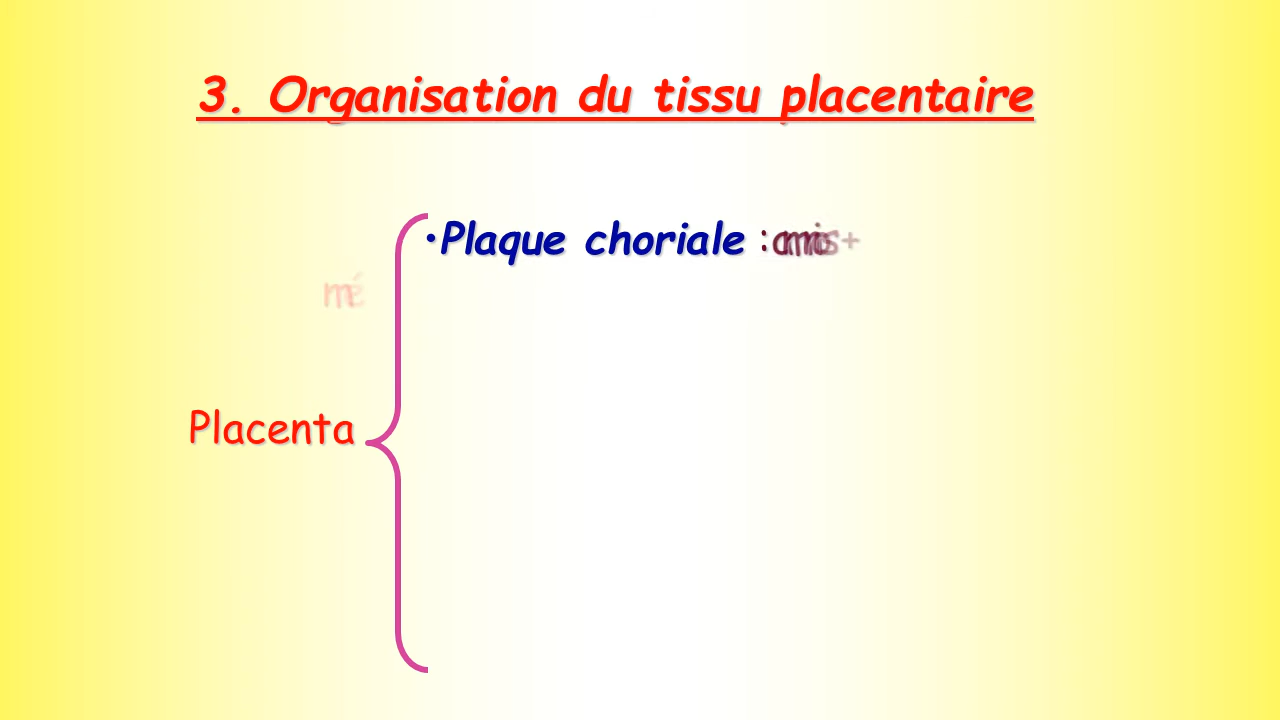 3. Organisation du tissu placentaire
•Plaque choriale :
Placenta